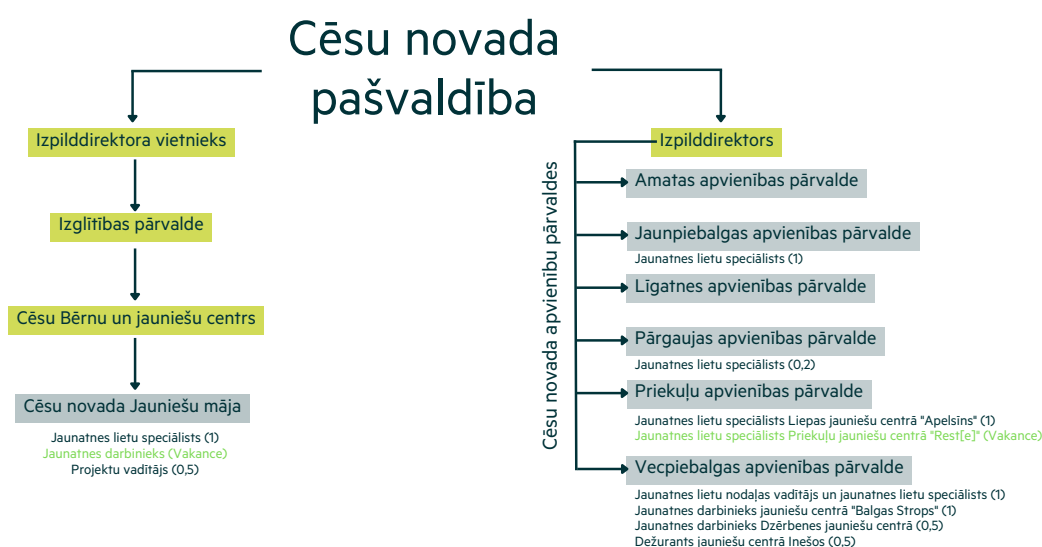 Cēsu novada
pašvaldība
Izpilddirektora vietnieks
Izglītības pārvalde
Cēsu Bērnu un jauniešu centrs
Cēsu novada Jauniešu māja
Jaunatnes lietu speciālists (1)
Jaunatnes darbinieks (Vakance)
Projektu vadītājs (0,5)
Izpilddirektors
Cēsu novada apvienību pārvaldes
Amatas apvienības pārvalde
Jaunpiebalgas apvienības pārvalde
Jaunatnes lietu speciālists (1)
Līgatnes apvienības pārvalde
Pārgaujas apvienības pārvalde
Jaunatnes lietu speciālists (0,2)
Priekuļu apvienības pārvalde
Jaunatnes lietu speciālists Liepas jauniešu centrā "Apelsīns" (1)
Jaunatnes lietu speciālists Priekuļu jauniešu centrā "Rest[e]" (Vakance)
Vecpiebalgas apvienības pārvalde
Jaunatnes lietu nodaļas vadītājs un jaunatnes lietu speciālists (1)
Jaunatnes darbinieks jauniešu centrā "Balgas Strops" (1)
Jaunatnes darbinieks Dzērbenes jauniešu centrā (0,5)
Dežurants jauniešu centrā Inešos (0,5)